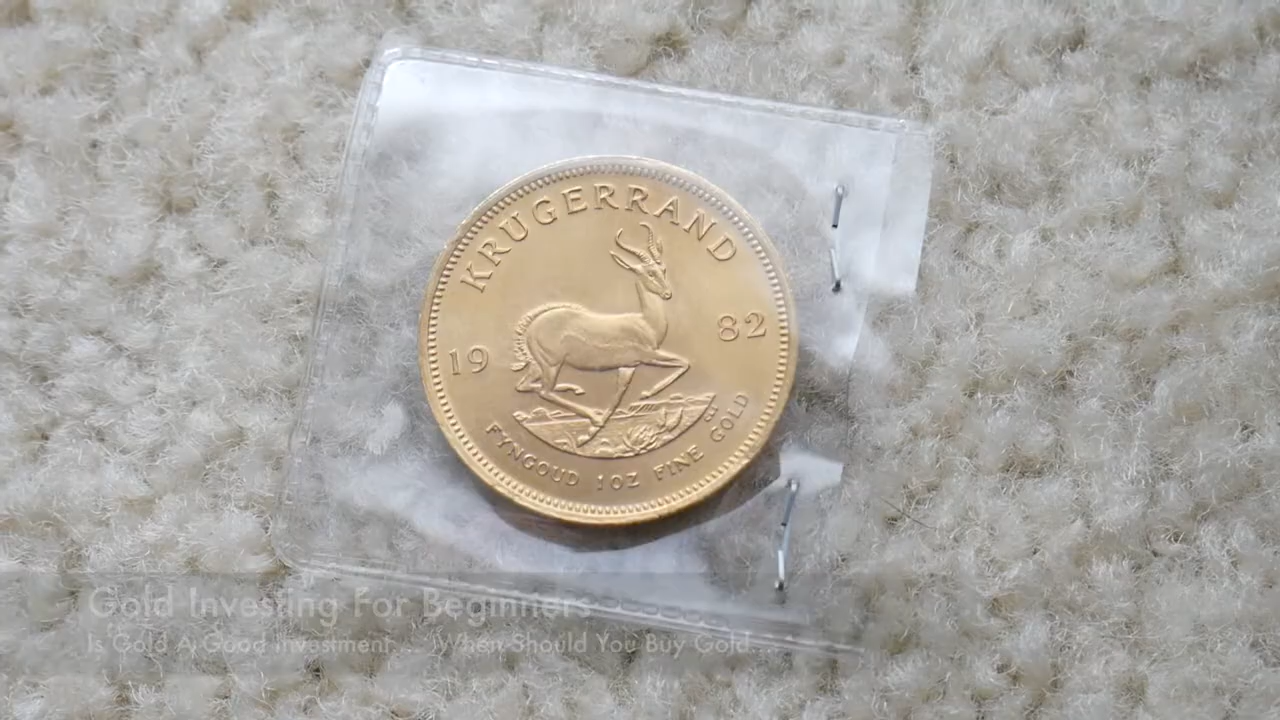 KRUGERRAND
19 82
FYNGOUD 1OZ FINE GOLD
Gold Investing For Beginners
Is Gold A Good Investment ... When Should You Buy Gold...